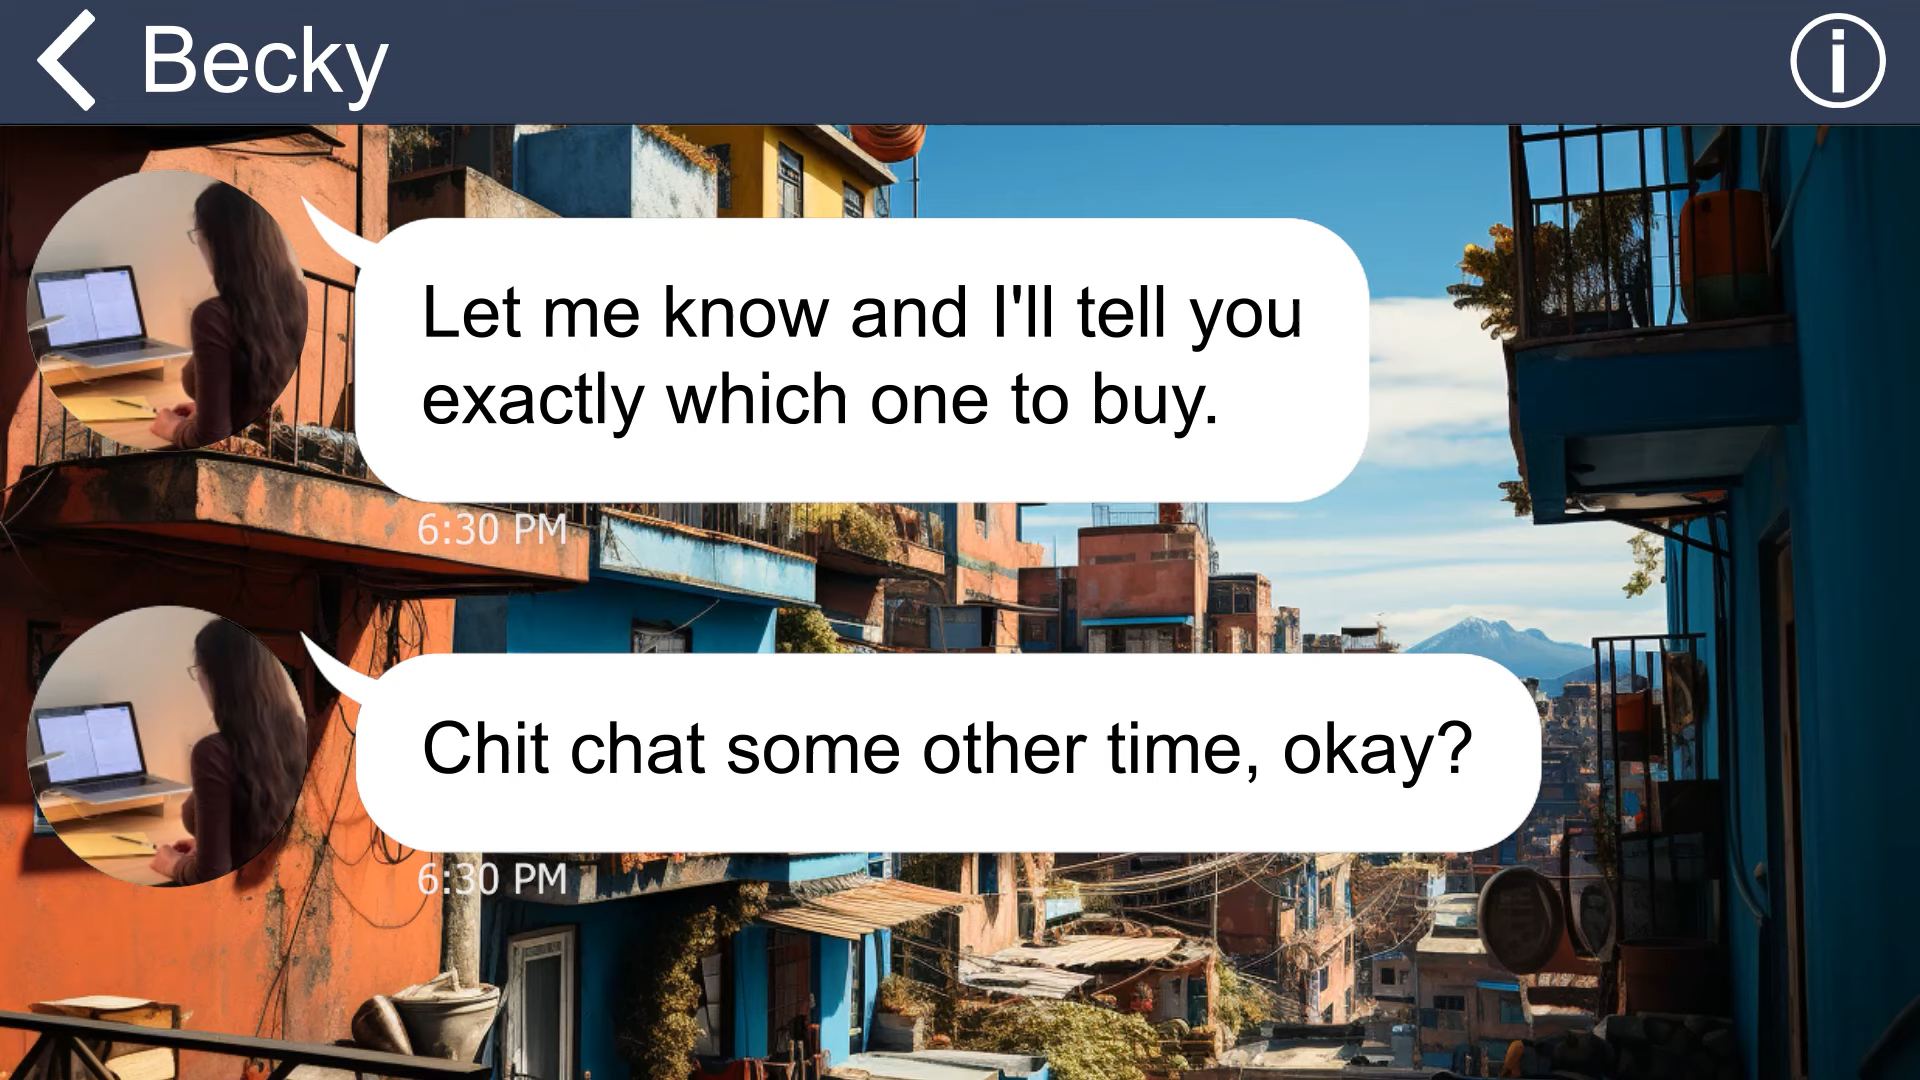 Becky
Let me know and I'll tell you
exactly which one to buy.
6:30 PM
Chit chat some other time, okay?
6:30 PM